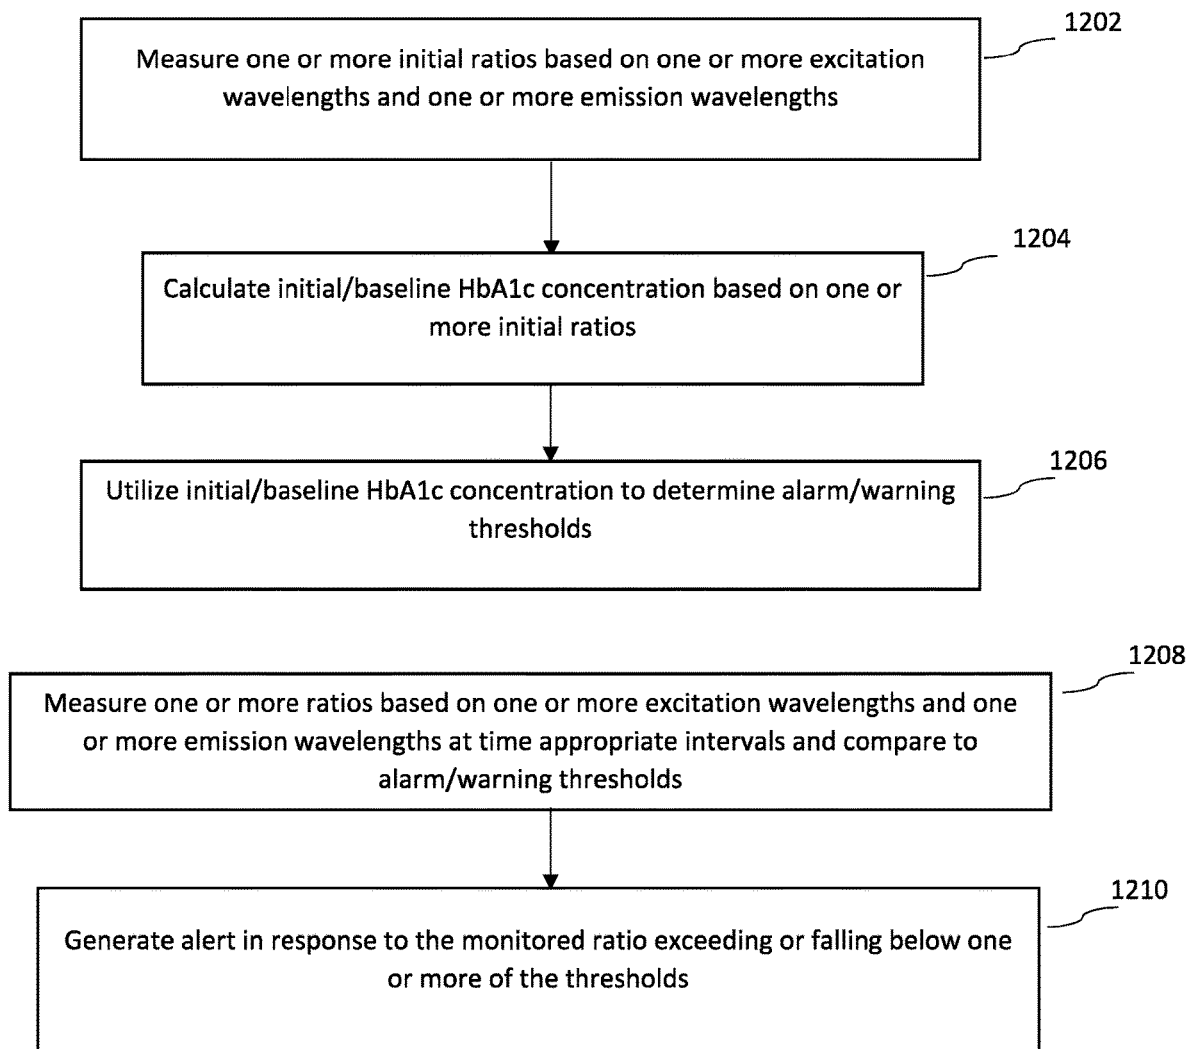 1202
Measure one or more initial ratios based on one or more excitation
wavelengths and one or more emission wavelengths
1204
Calculate initial/baseline HbA1c concentration based on one or
more initial ratios
1206
Utilize initial/baseline HbA1c concentration to determine alarm/warning
thresholds
1208
Measure one or more ratios based on one or more excitation wavelengths and one
or more emission wavelengths at time appropriate intervals and compare to
alarm/warning thresholds
1210
Generate alert in response to the monitored ratio exceeding or falling below one
or more of the thresholds